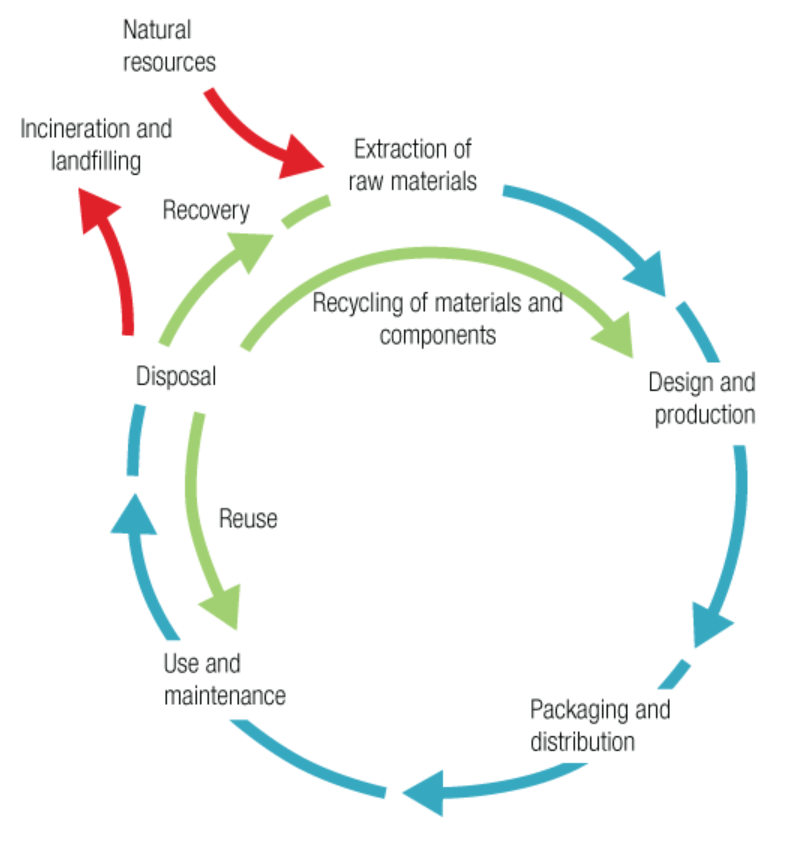 Natural
resources
Incineration and
landfilling
Extraction of
raw materials
Recovery
Recycling of materials and
components
Disposal
Design and
production
Reuse
Use and
maintenance
Packaging and
distribution